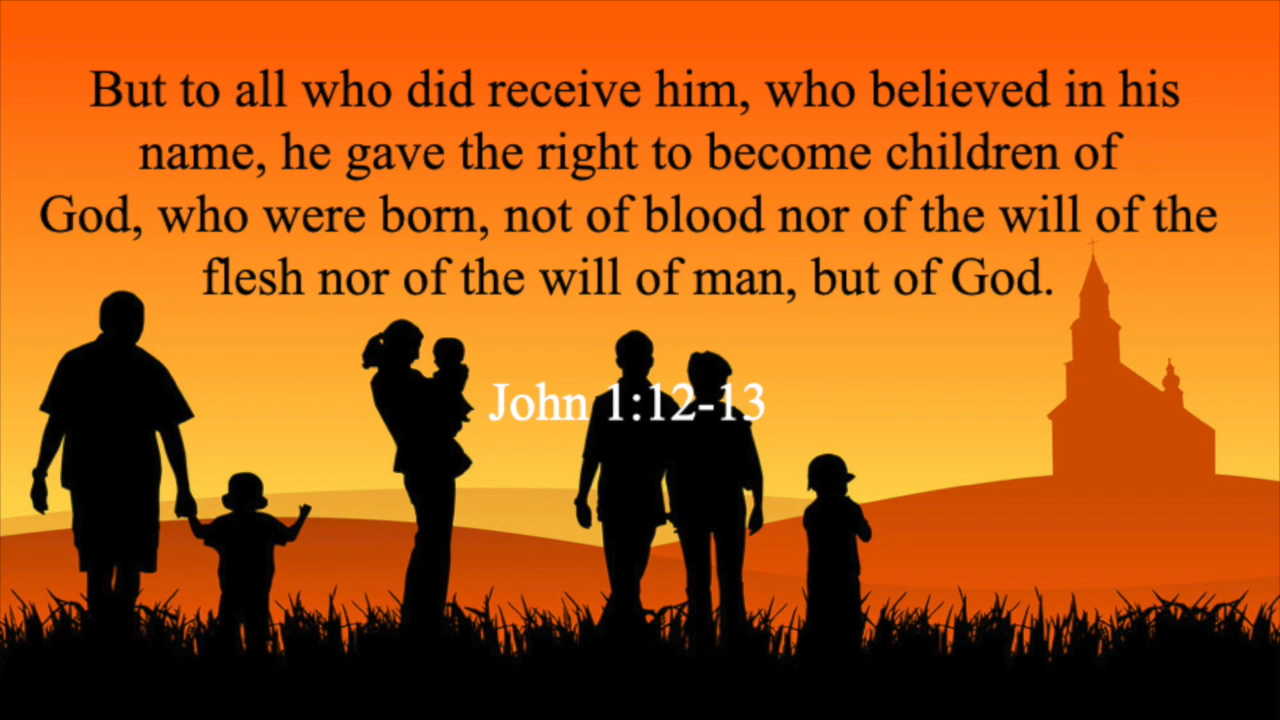 But to all who did receive him, who believed in his
name, he gave the right to become children of
God, who were born, not of blood nor of the will of the
flesh nor of the will of man, but of God.
John 1:12-13